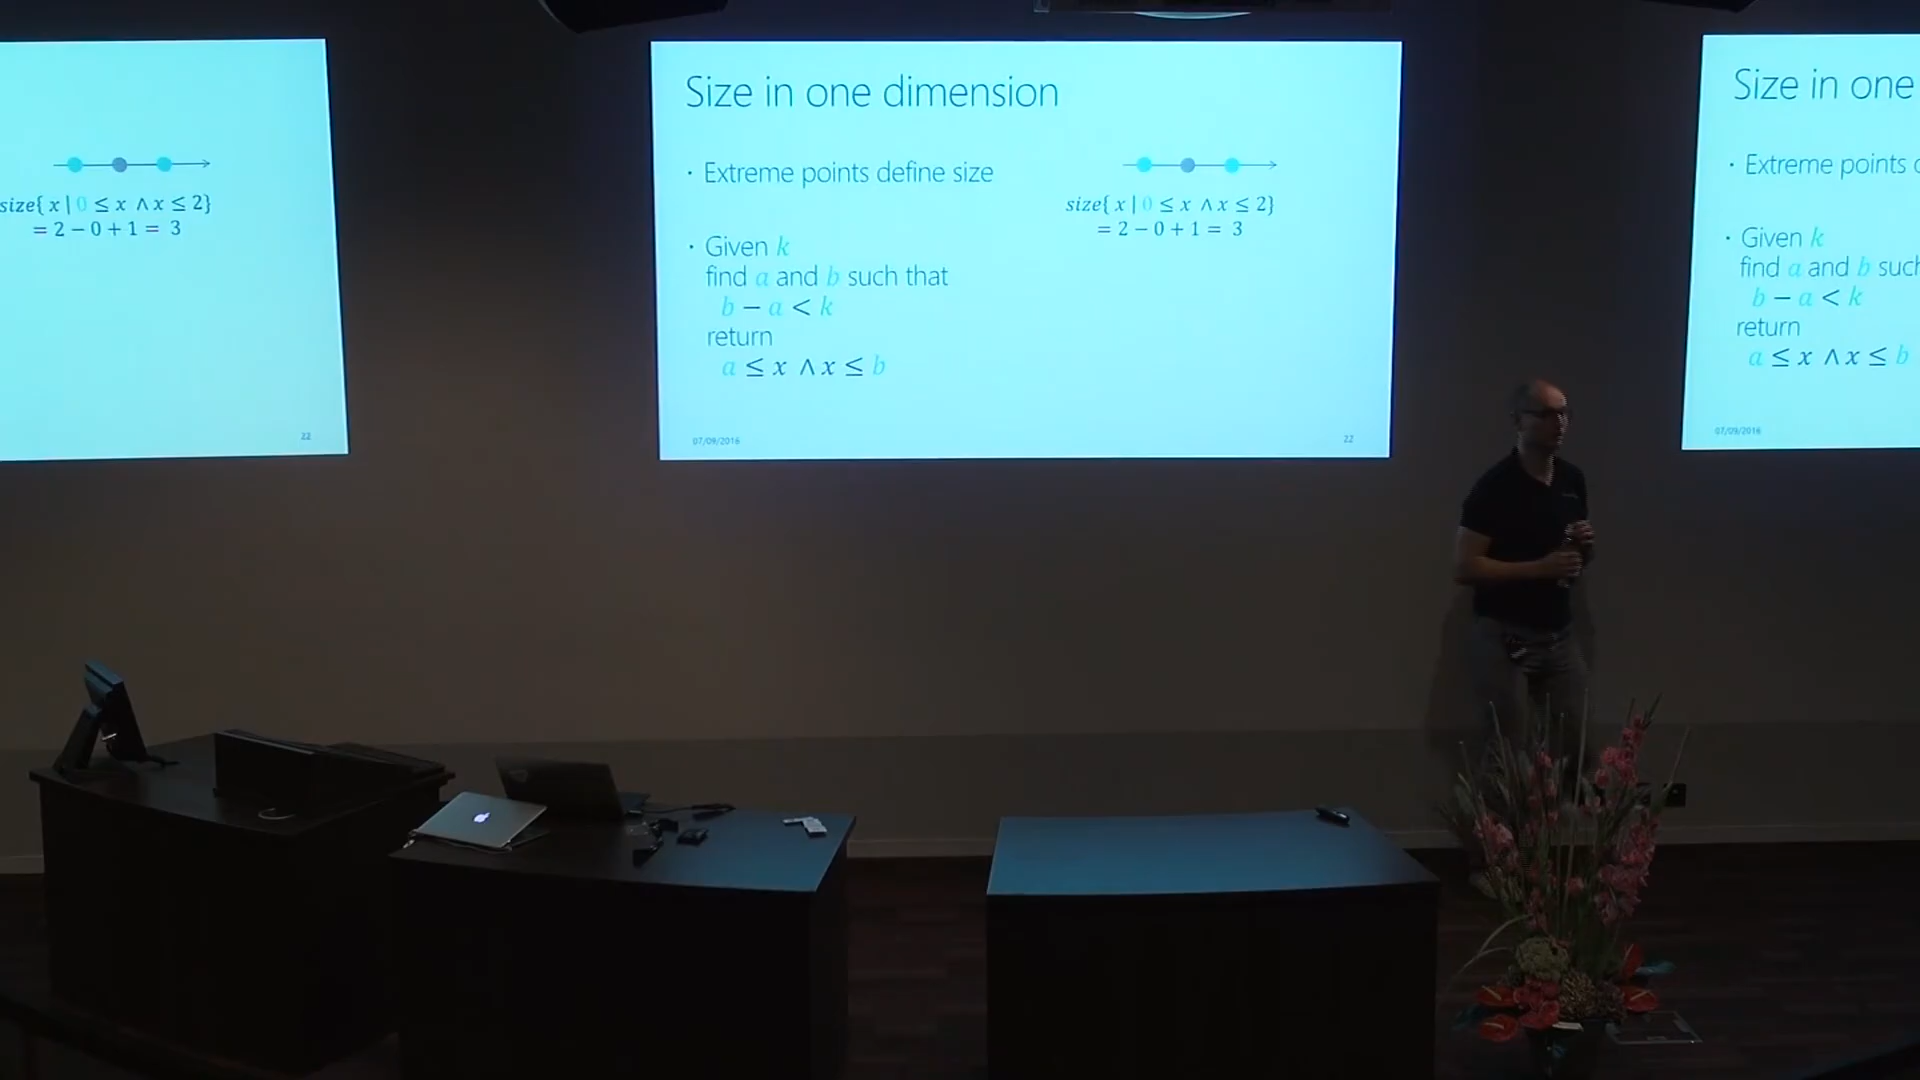 size{ x | 0 ≤ x ∧ x ≤ 2}
= 2 − 0 + 1 = 3
22
Size in one dimension
· Extreme points define size
· Given k
find a and b such that
b − a < k
return
a ≤ x ∧ x ≤ b
size{ x | 0 ≤ x ∧ x ≤ 2}
= 2 − 0 + 1 = 3
07/09/2016
22
Size in one
· Extreme points
· Given k
find a and b such
b − a < k
return
a ≤ x ∧ x ≤ b
07/09/2016